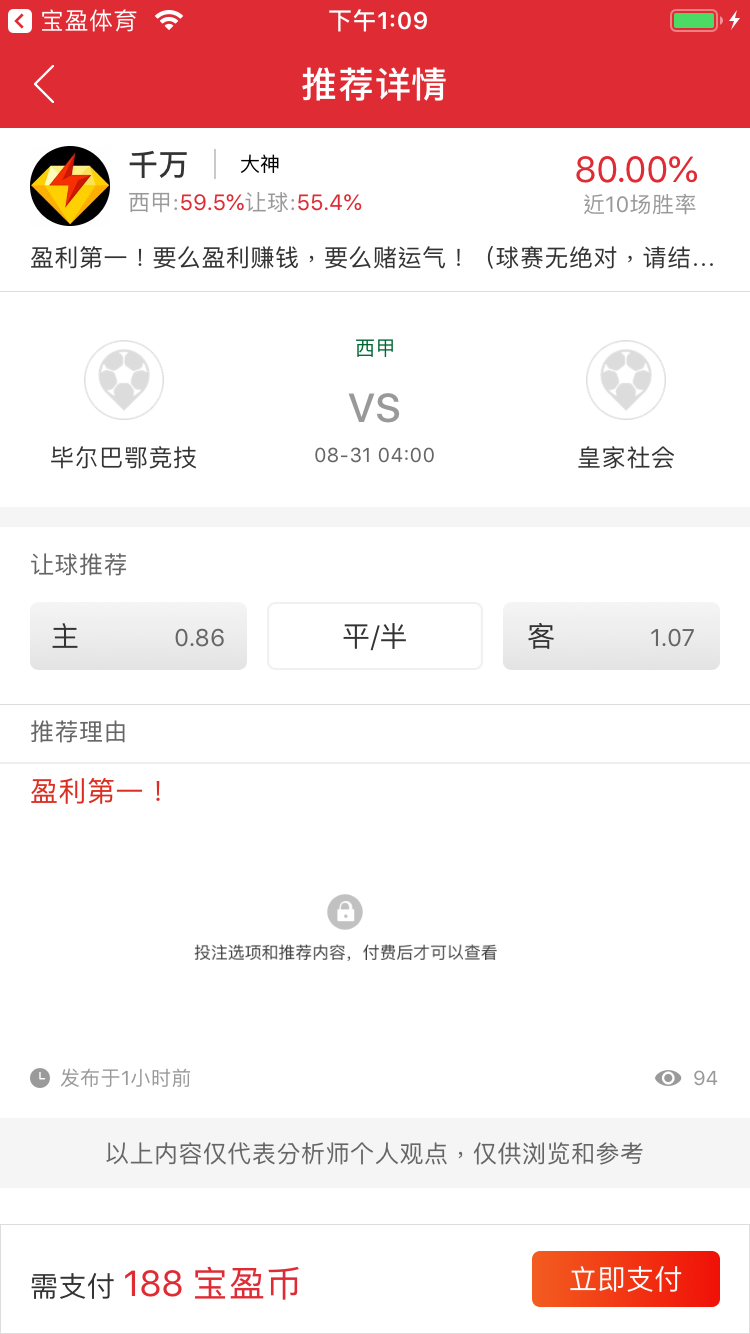 宝盈体育 下午1:09
推荐详情
千万 大神
80.00%
西甲:59.5%让球:55.4%
近10场胜率
盈利第一！要么盈利赚钱，要么赌运气！（球赛无绝对，请结...
西甲
VS
毕尔巴鄂竞技 08-31 04:00 皇家社会
让球推荐
主 0.86 平/半 客 1.07
推荐理由
盈利第一！
投注选项和推荐内容，付费后才可以查看
发布于1小时前 94
以上内容仅代表分析师个人观点，仅供浏览和参考
需支付 188 宝盈币 立即支付